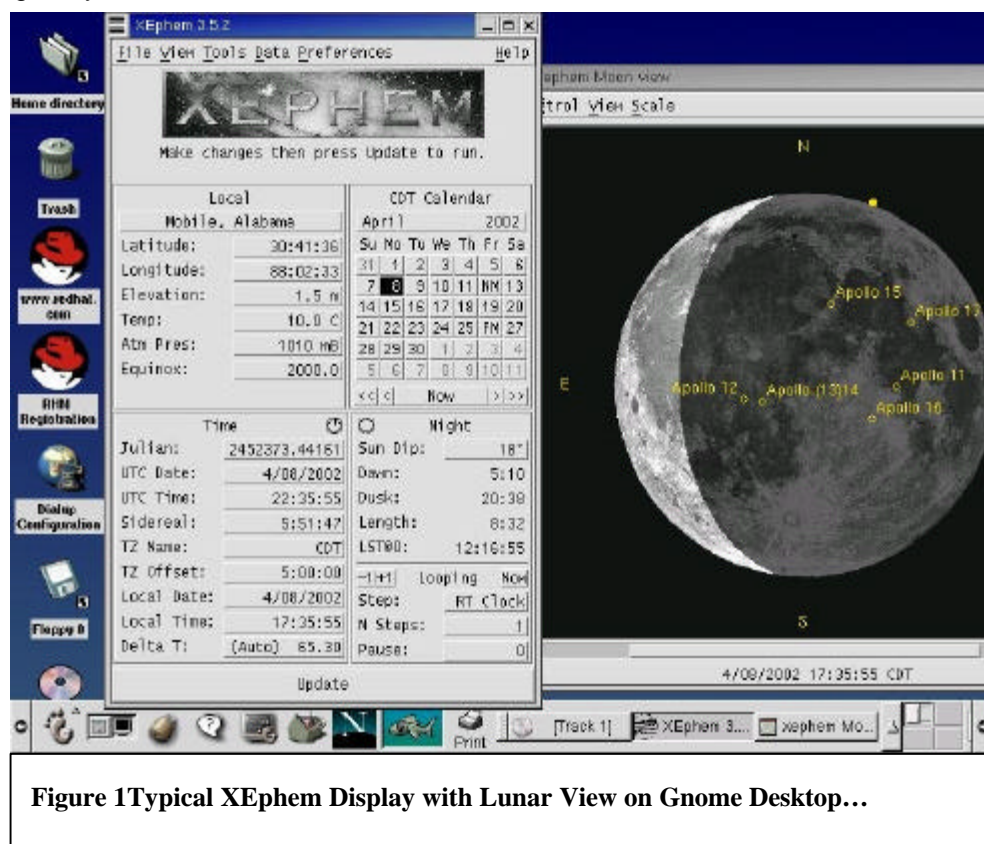 XEphem 3.5.2
File View Tools Data Preferences Help
XEPHEM
Make changes then press Update to run.
Local
Mobile, Alabama
Latitude: 30:41:36
Longitude: 88:02:33
Elevation: 1.5 m
Temp: 10.0 C
Atm Pres: 1010 mB
Equinox: 2000.0
CDT Calendar
April 2002
Su Mo Tu We Th Fr Sa
31 1 2 3 4 5 6
7 8 9 10 11 NM 13
14 15 16 17 18 19 20
21 22 23 24 25 FM 27
28 29 30 1 2 3 4
5 6 7 8 9 10 11
<< < Now > >>
Time
Julian: 2452373.44161
UTC Date: 4/08/2002
UTC Time: 22:35:55
Sidereal: 5:51:47
TZ Name: CDT
TZ Offset: 5:00:00
Local Date: 4/08/2002
Local Time: 17:35:55
Delta T: (Auto) 65.30
Night
Sun Dip: 18°
Dawn: 5:10
Dusk: 20:38
Length: 8:32
LST@0: 12:16:55
-1 +1 Looping Now
Step: RT Clock
N Steps: 1
Pause: 0
Update
Home directory
Trash
www.redhat.
com
RHN
Registration
Dialup
Configuration
Floppy 0
ephem Moon view
trol View Scale
N
Apollo 15
Apollo 17
E
Apollo 12
Apollo (13)14
Apollo 11
Apollo 16
S
4/08/2002 17:35:55 CDT
Print
[Track 1]
XEphem 3....
xephem Mo...
Figure 1Typical XEphem Display with Lunar View on Gnome Desktop…